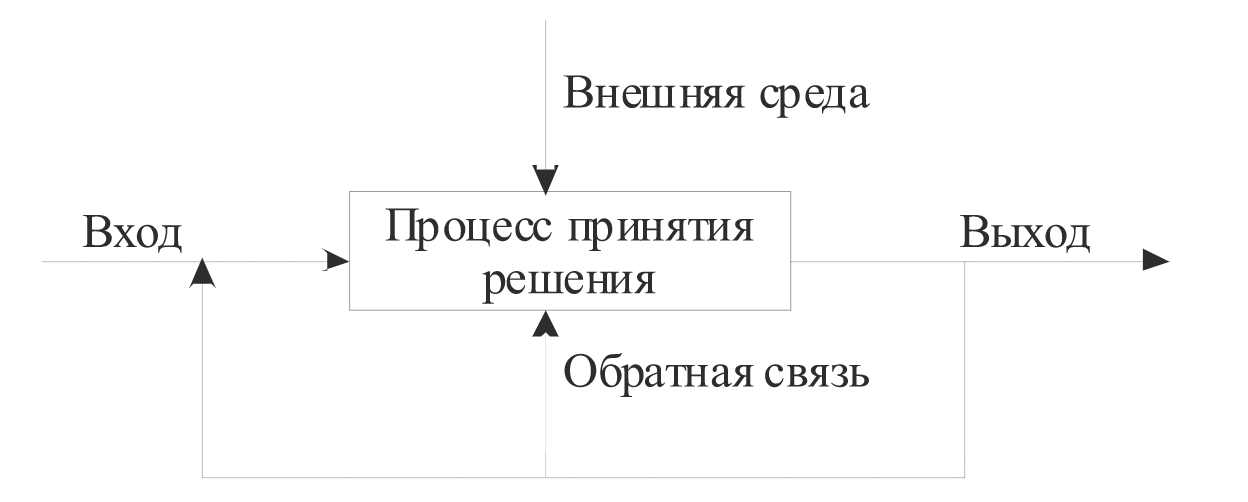 Внешняя среда
Вход
Процесс принятия
решения
Выход
Обратная связь